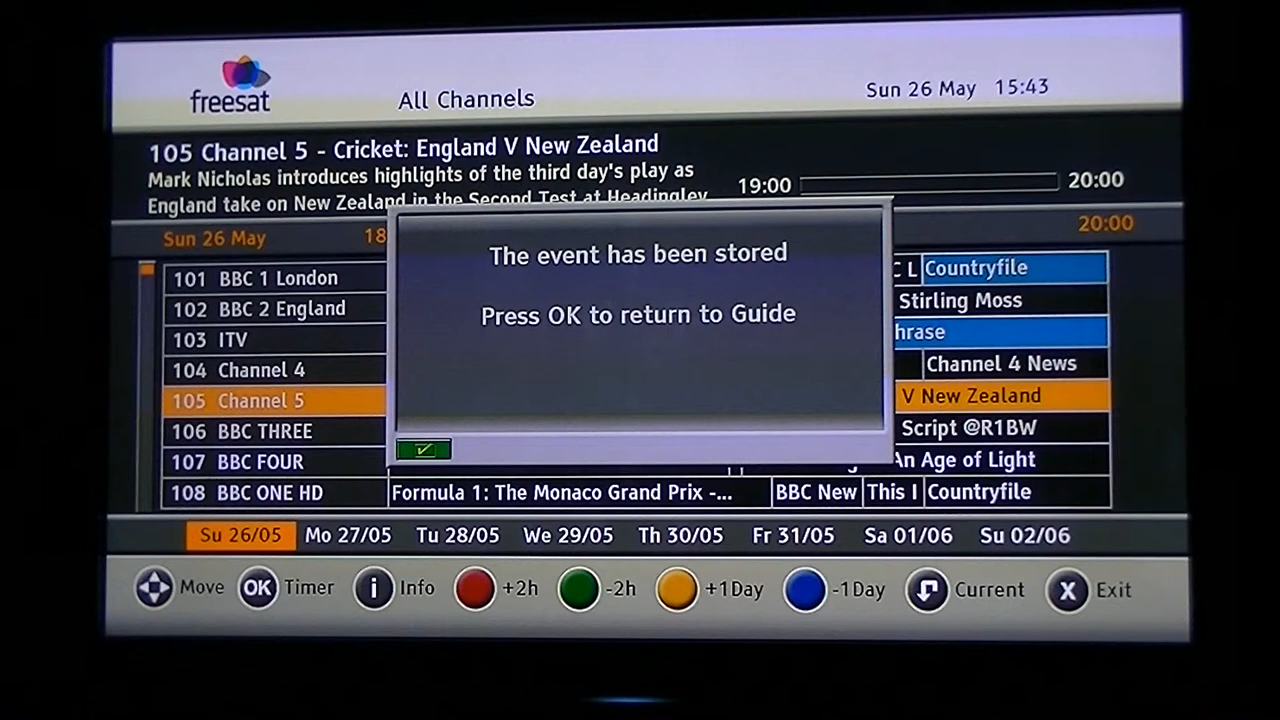 freesat
All Channels
Sun 26 May 15:43
105 Channel 5 - Cricket: England V New Zealand
Mark Nicholas introduces highlights of the third day's play as
England take on New Zealand in the Second Test at Headingley
19:00
20:00
Sun 26 May
18
20:00
101 BBC 1 London
C L
Countryfile
102 BBC 2 England
Stirling Moss
103 ITV
hrase
104 Channel 4
Channel 4 News
105 Channel 5
V New Zealand
106 BBC THREE
Script @R1BW
107 BBC FOUR
An Age of Light
108 BBC ONE HD
Formula 1: The Monaco Grand Prix -...
BBC New
This I
Countryfile
The event has been stored
Press OK to return to Guide
Su 26/05 Mo 27/05 Tu 28/05 We 29/05 Th 30/05 Fr 31/05 Sa 01/06 Su 02/06
Move OK Timer i Info +2h -2h +1Day -1Day Current X Exit